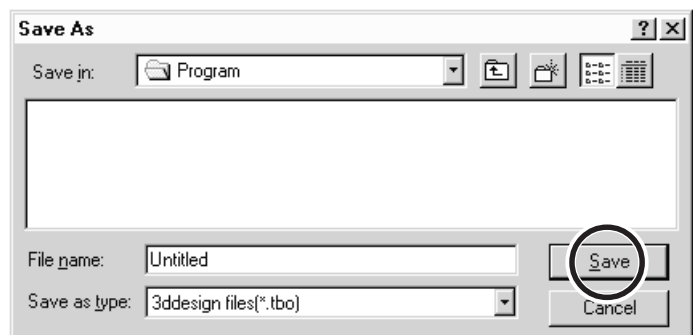 Save As
Save in: Program
File name: Untitled Save
Save as type: 3ddesign files(*.tbo) Cancel